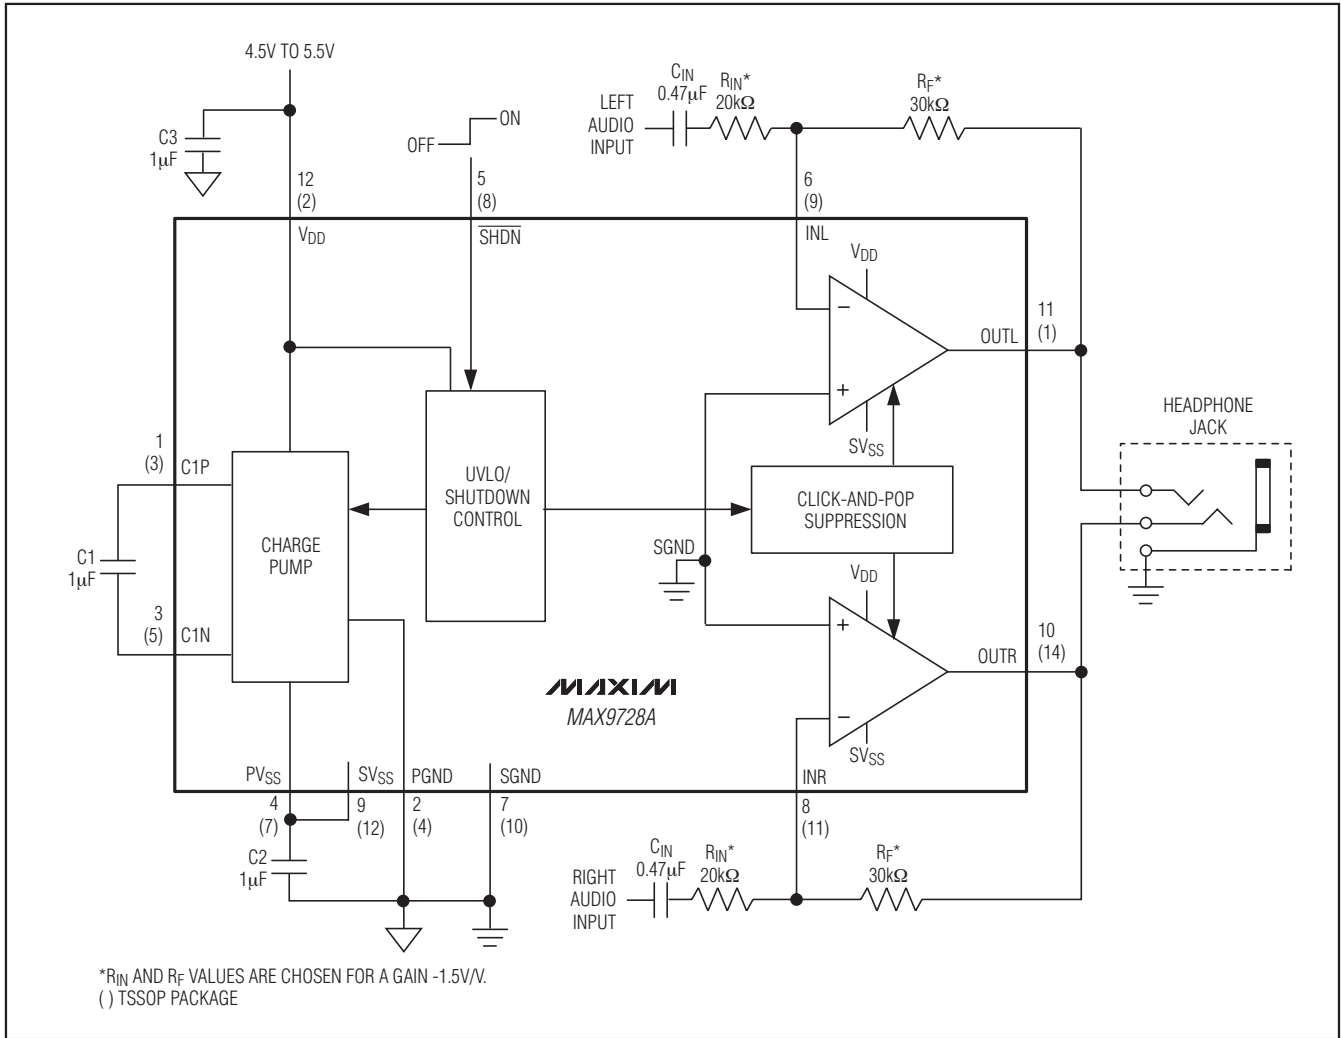 4.5V TO 5.5V
C3
1µF
OFF
ON
LEFT
AUDIO
INPUT
CIN
0.47µF
RIN*
20kΩ
RF*
30kΩ
12
(2)
VDD
5
(8)
SHDN
6
(9)
INL
VDD
−
+
SVSS
OUTL
11
(1)
HEADPHONE
JACK
1
(3)
C1P
C1
1µF
3
(5)
C1N
CHARGE
PUMP
UVLO/
SHUTDOWN
CONTROL
CLICK-AND-POP
SUPPRESSION
SGND
VDD
+
−
SVSS
OUTR
10
(14)
MAXIM
MAX9728A
PVSS
4
(7)
SVSS
9
(12)
PGND
2
(4)
SGND
7
(10)
INR
8
(11)
C2
1µF
RIGHT
AUDIO
INPUT
CIN
0.47µF
RIN*
20kΩ
RF*
30kΩ
*RIN AND RF VALUES ARE CHOSEN FOR A GAIN -1.5V/V.
( ) TSSOP PACKAGE